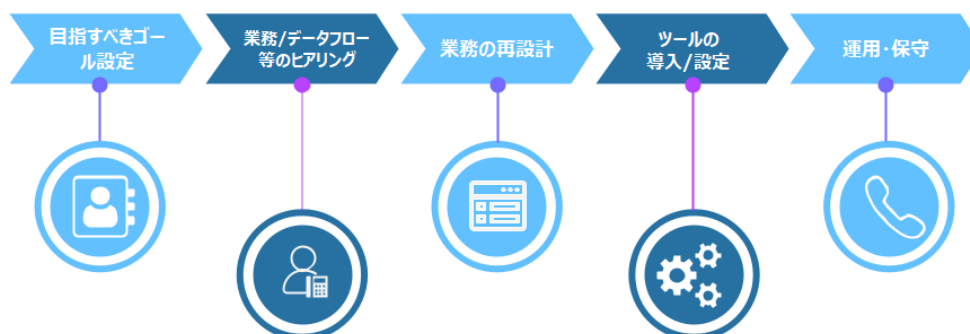 目指すべきゴー
ル設定
業務/データフロー
等のヒアリング
業務の再設計
ツールの
導入/設定
運用・保守